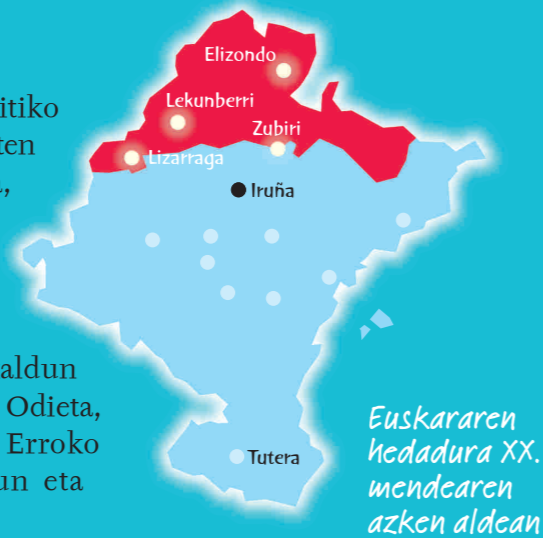 itiko
ten
aldun
Odieta,
Erroko
un eta
Elizondo
Lekunberri
Zubiri
Lizarraga
Iruña
Tutera
Euskararen
hedadura XX.
mendearen
azken aldean